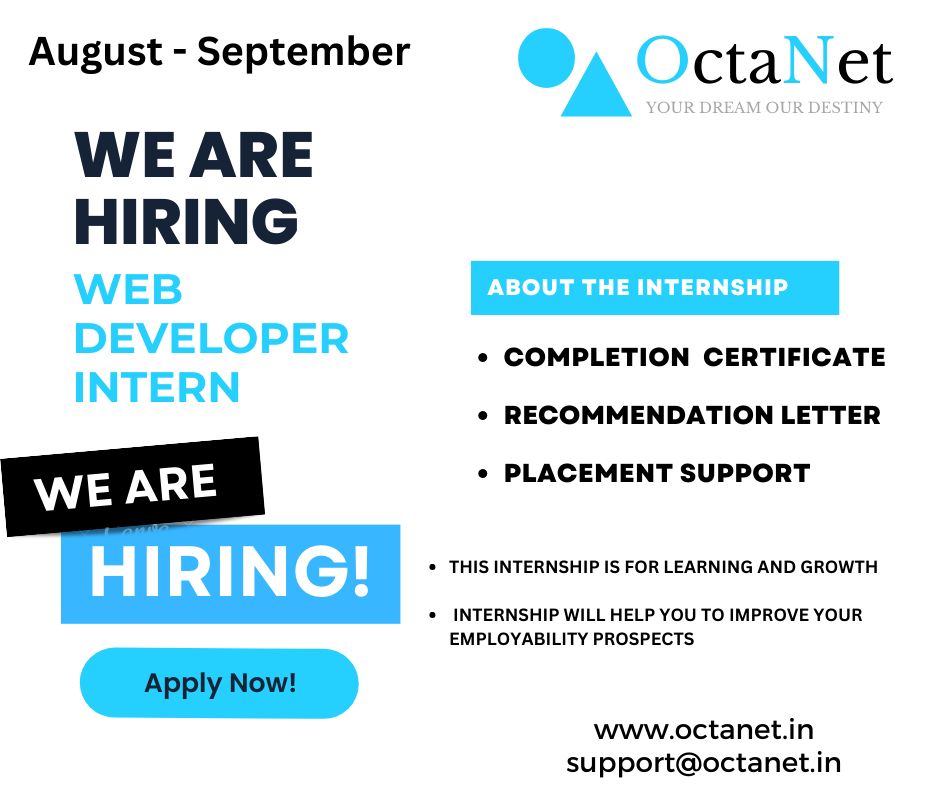 August - September
OctaNet
YOUR DREAM OUR DESTINY
WE ARE
HIRING
WEB
DEVELOPER
INTERN
ABOUT THE INTERNSHIP
• COMPLETION CERTIFICATE
• RECOMMENDATION LETTER
• PLACEMENT SUPPORT
WE ARE
HIRING!
• THIS INTERNSHIP IS FOR LEARNING AND GROWTH
• INTERNSHIP WILL HELP YOU TO IMPROVE YOUR
EMPLOYABILITY PROSPECTS
Apply Now!
www.octanet.in
support@octanet.in